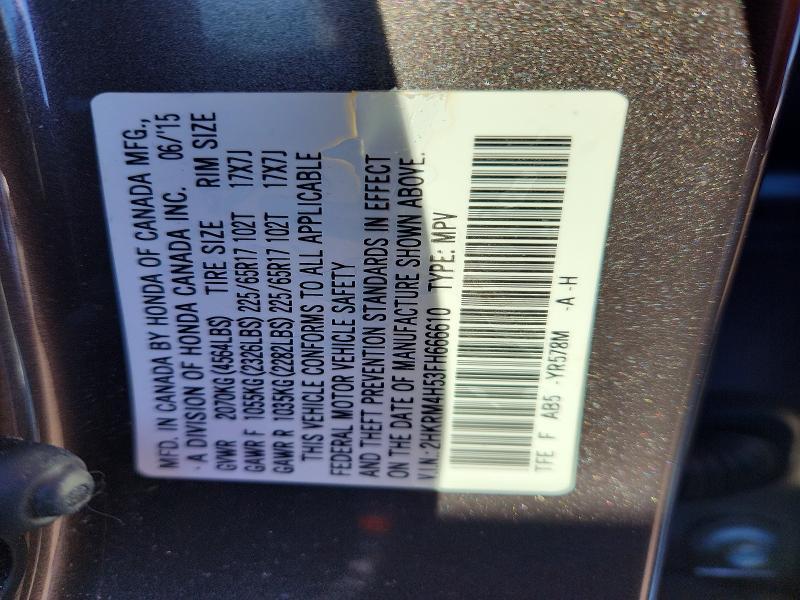 MFD. IN CANADA BY HONDA OF CANADA MFG.,
A DIVISION OF HONDA CANADA INC. 06/'15
GVWR 2070KG (4564LBS) TIRE SIZE RIM SIZE
GAWR F 1055KG (2326LBS) 225/65R17 102T 17X7J
GAWR R 1035KG (2282LBS) 225/65R17 102T 17X7J
THIS VEHICLE CONFORMS TO ALL APPLICABLE
FEDERAL MOTOR VEHICLE SAFETY
AND THEFT PREVENTION STANDARDS IN EFFECT
ON THE DATE OF MANUFACTURE SHOWN ABOVE.
VIN:2HKRM4H53FH666610 TYPE: MPV
TFE F AB5 -YR578M -A -H